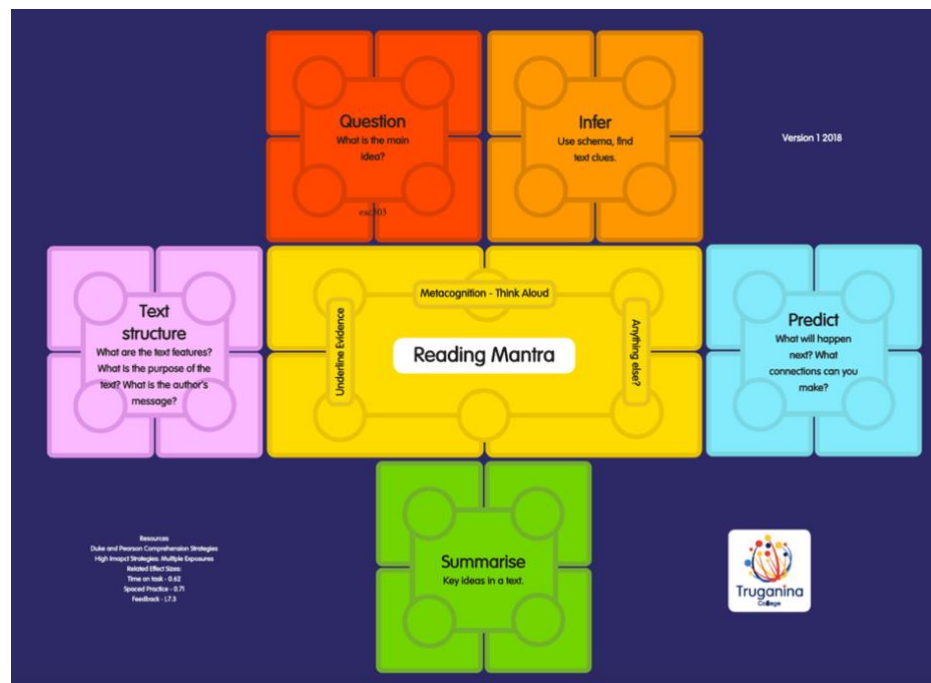 Question
What is the main
idea?
Infer
Use schema, find
text clues.
Version 1 2018
Text
structure
What are the text features?
What is the purpose of the
text? What is the author's
message?
Metacognition - Think Aloud
Underline Evidence
Reading Mantra
Anything else?
Predict
What will happen
next? What
connections can you
make?
Summarise
Key ideas in a text.
Resources
Duke and Pearson Comprehension Strategies
High Imapct Strategies: Multiple Exposures
Related Effect Sizes:
Time on task - 0.62
Spaced Practice - 0.71
Feedback -
Truganina
College